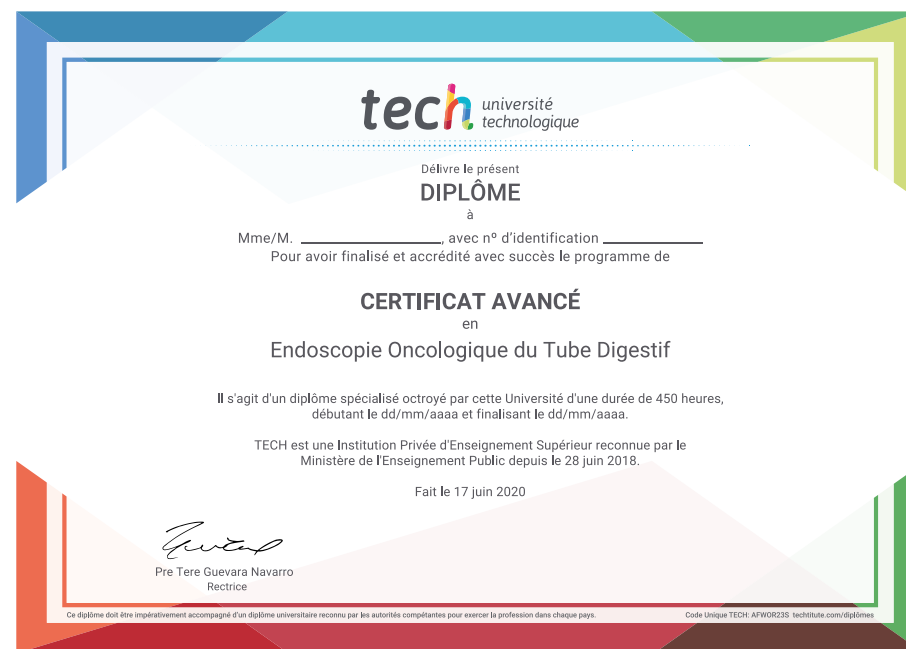 tech université
technologique
Délivre le présent
DIPLÔME
à
Mme/M. ____________________, avec nº d'identification ______________
Pour avoir finalisé et accrédité avec succès le programme de
CERTIFICAT AVANCÉ
en
Endoscopie Oncologique du Tube Digestif
Il s'agit d'un diplôme spécialisé octroyé par cette Université d'une durée de 450 heures,
débutant le dd/mm/aaaa et finalisant le dd/mm/aaaa.
TECH est une Institution Privée d'Enseignement Supérieur reconnue par le
Ministère de l'Enseignement Public depuis le 28 juin 2018.
Fait le 17 juin 2020
Pre Tere Guevara Navarro
Rectrice
Ce diplôme doit être impérativement accompagné d'un diplôme universitaire reconnu par les autorités compétentes pour exercer la profession dans chaque pays.
Code Unique TECH: AFWOR23S techtitute.com/diplômes